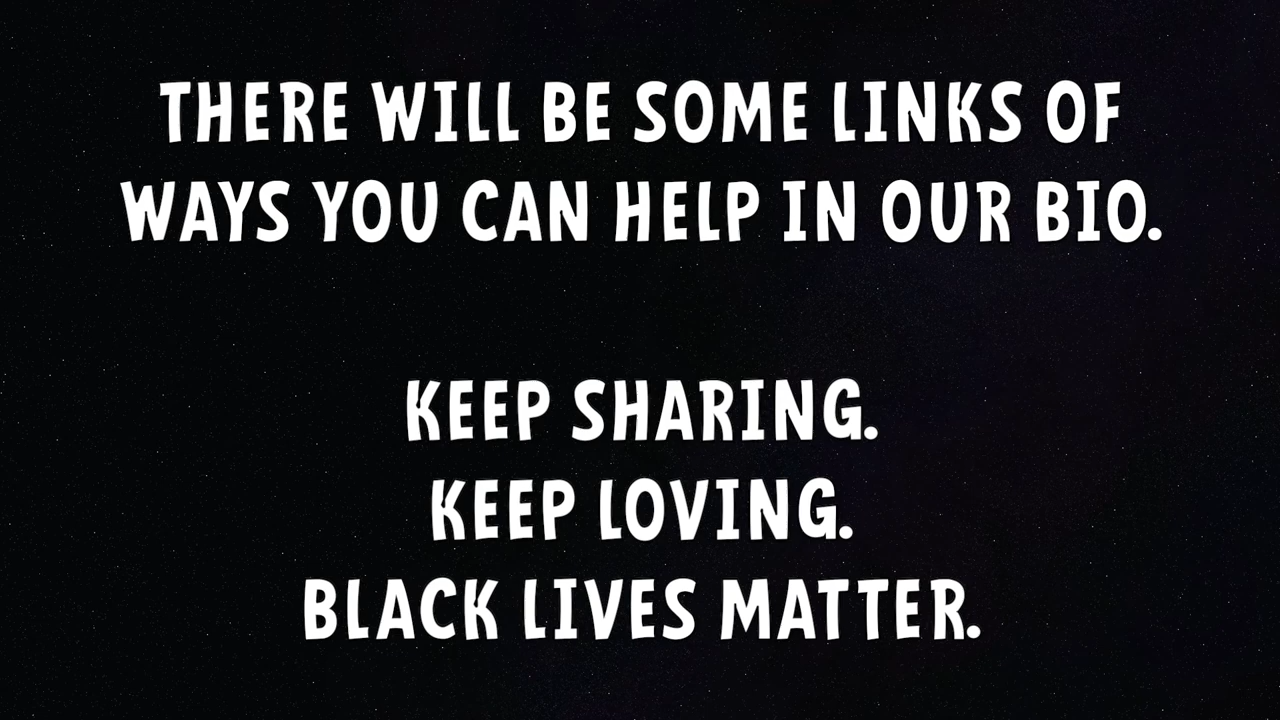 THERE WILL BE SOME LINKS OF
WAYS YOU CAN HELP IN OUR BIO.
KEEP SHARING.
KEEP LOVING.
BLACK LIVES MATTER.